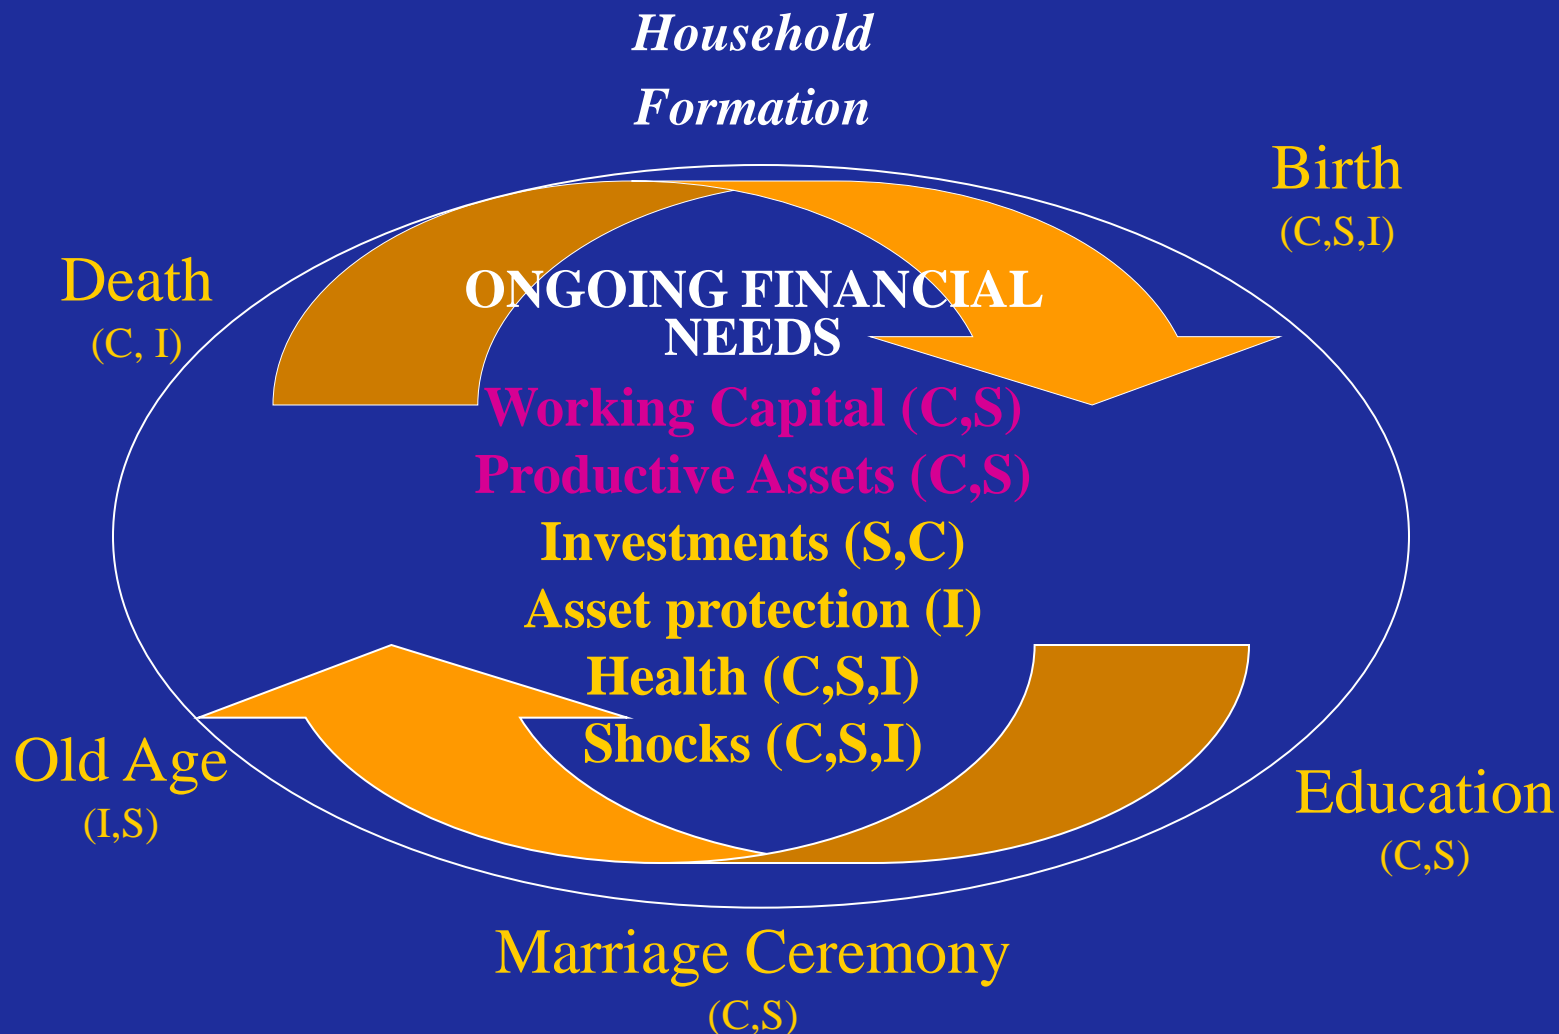 Household
Formation
Birth
(C,S,I)
Death
(C, I)
ONGOING FINANCIAL
NEEDS
Working Capital (C,S)
Productive Assets (C,S)
Investments (S,C)
Asset protection (I)
Health (C,S,I)
Shocks (C,S,I)
Old Age
(I,S)
Education
(C,S)
Marriage Ceremony
(C,S)